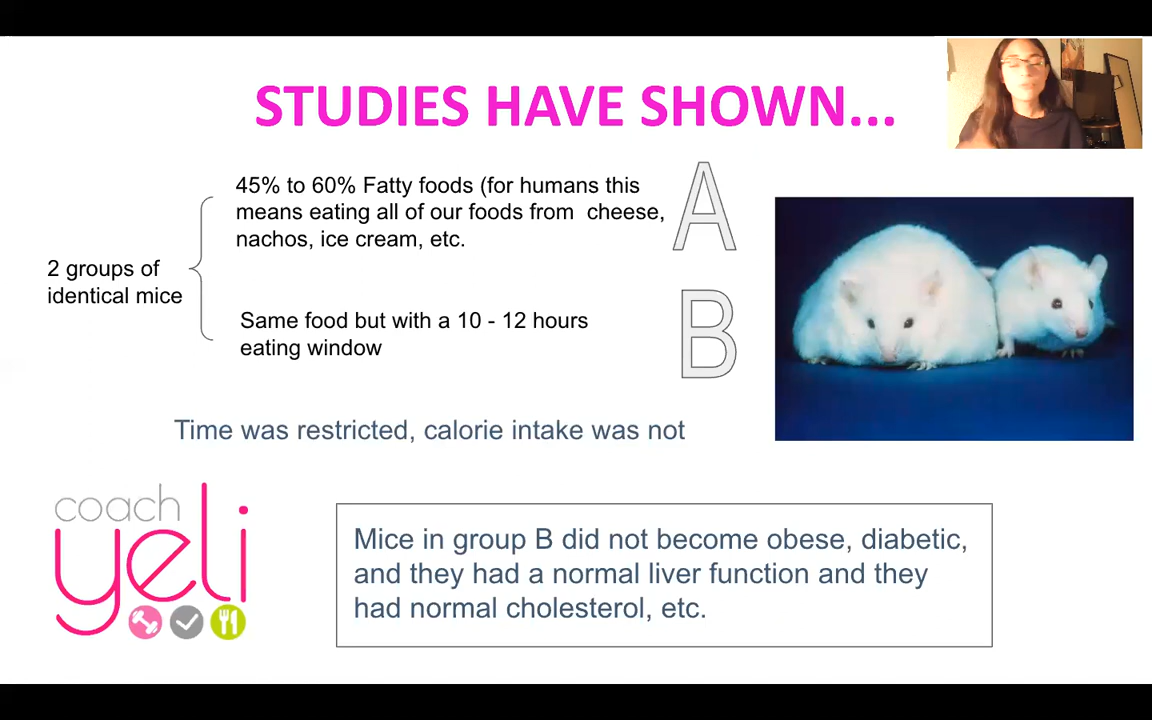 STUDIES HAVE SHOWN...
45% to 60% Fatty foods (for humans this
means eating all of our foods from cheese,
nachos, ice cream, etc.
A
2 groups of
identical mice
Same food but with a 10 - 12 hours
eating window
B
Time was restricted, calorie intake was not
coach
yeli
Mice in group B did not become obese, diabetic,
and they had a normal liver function and they
had normal cholesterol, etc.